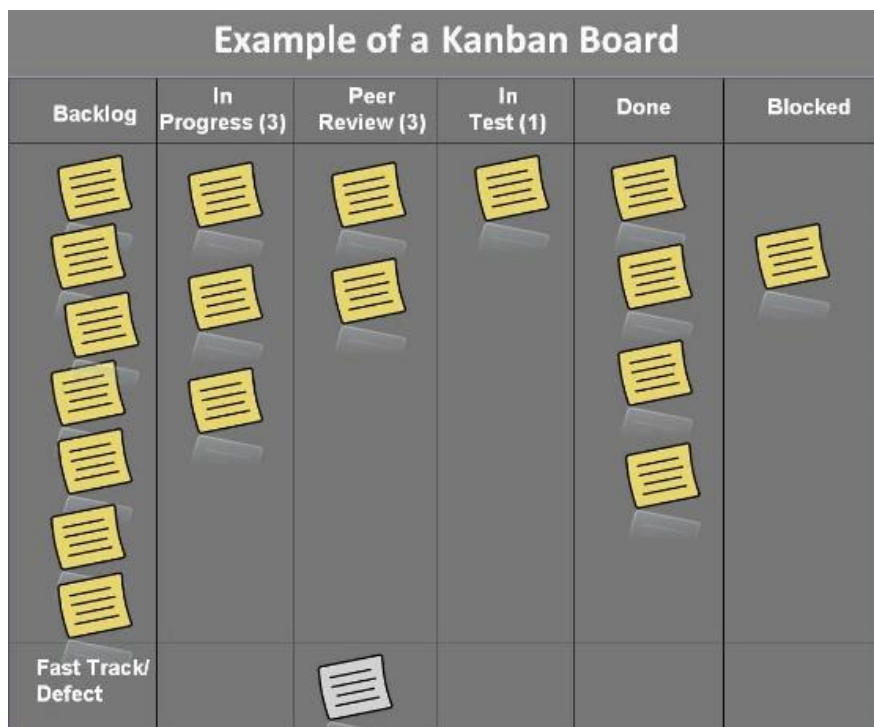 Example of a Kanban Board
Backlog
In
Progress (3)
Peer
Review (3)
In
Test (1)
Done
Blocked
Fast Track/
Defect